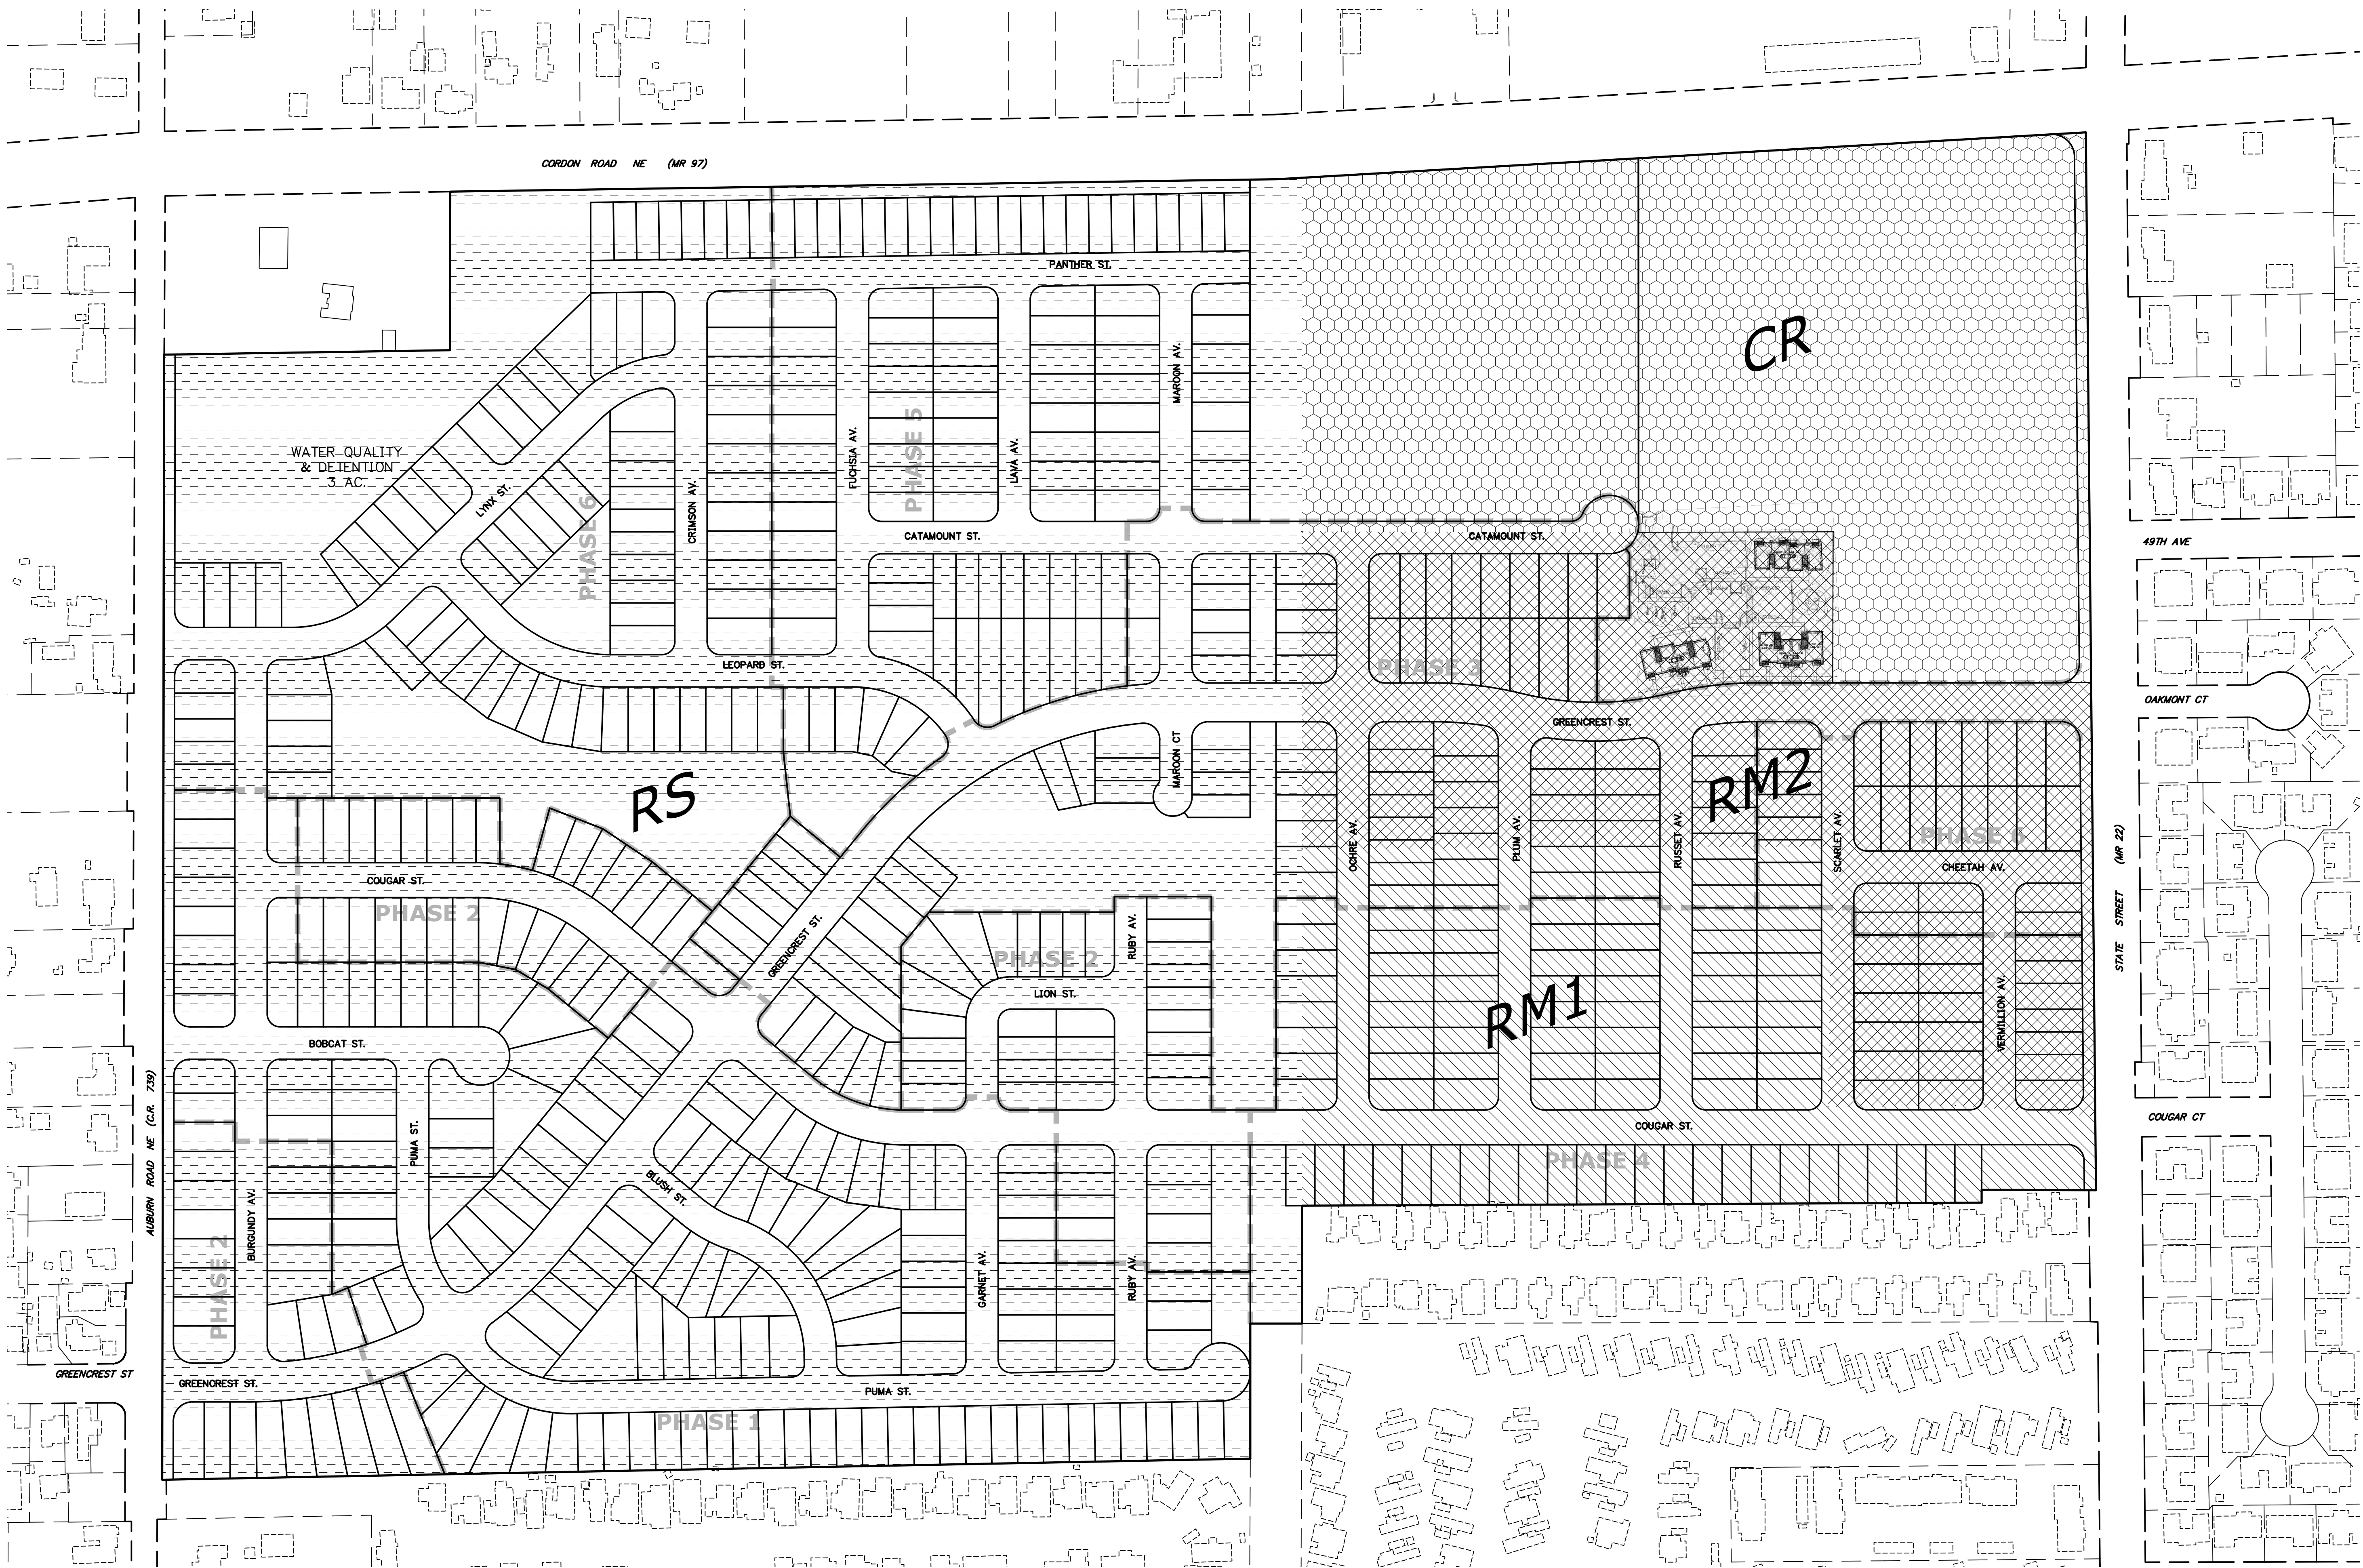 CORDON ROAD NE (MR 97)
PANTHER ST.
CR
MAROON AV.
WATER QUALITY
& DETENTION
3 AC.
LYNX ST.
PHASE 6
CRIMSON AV.
FUCHSIA AV.
PHASE 5
LAVA AV.
CATAMOUNT ST.
CATAMOUNT ST.
49TH AVE
LEOPARD ST.
PHASE 3
GREENCREST ST.
OAKMONT CT
RS
MAROON CT
OCHRE AV.
PLUM AV.
RUSSET AV.
RM2
SCARLET AV.
CHEETAH AV.
STATE STREET (MR 22)
COUGAR ST.
PHASE 2
GREENCREST ST.
PHASE 2
RUBY AV.
LION ST.
RM1
VERMILLION AV.
BOBCAT ST.
AUBURN ROAD NE (C.R. 739)
PUMA ST.
COUGAR ST.
COUGAR CT
PHASE 4
BLUSH ST.
BURGUNDY AV.
PHASE 2
GARNET AV.
RUBY AV.
GREENCREST ST
GREENCREST ST.
PUMA ST.
PHASE 1